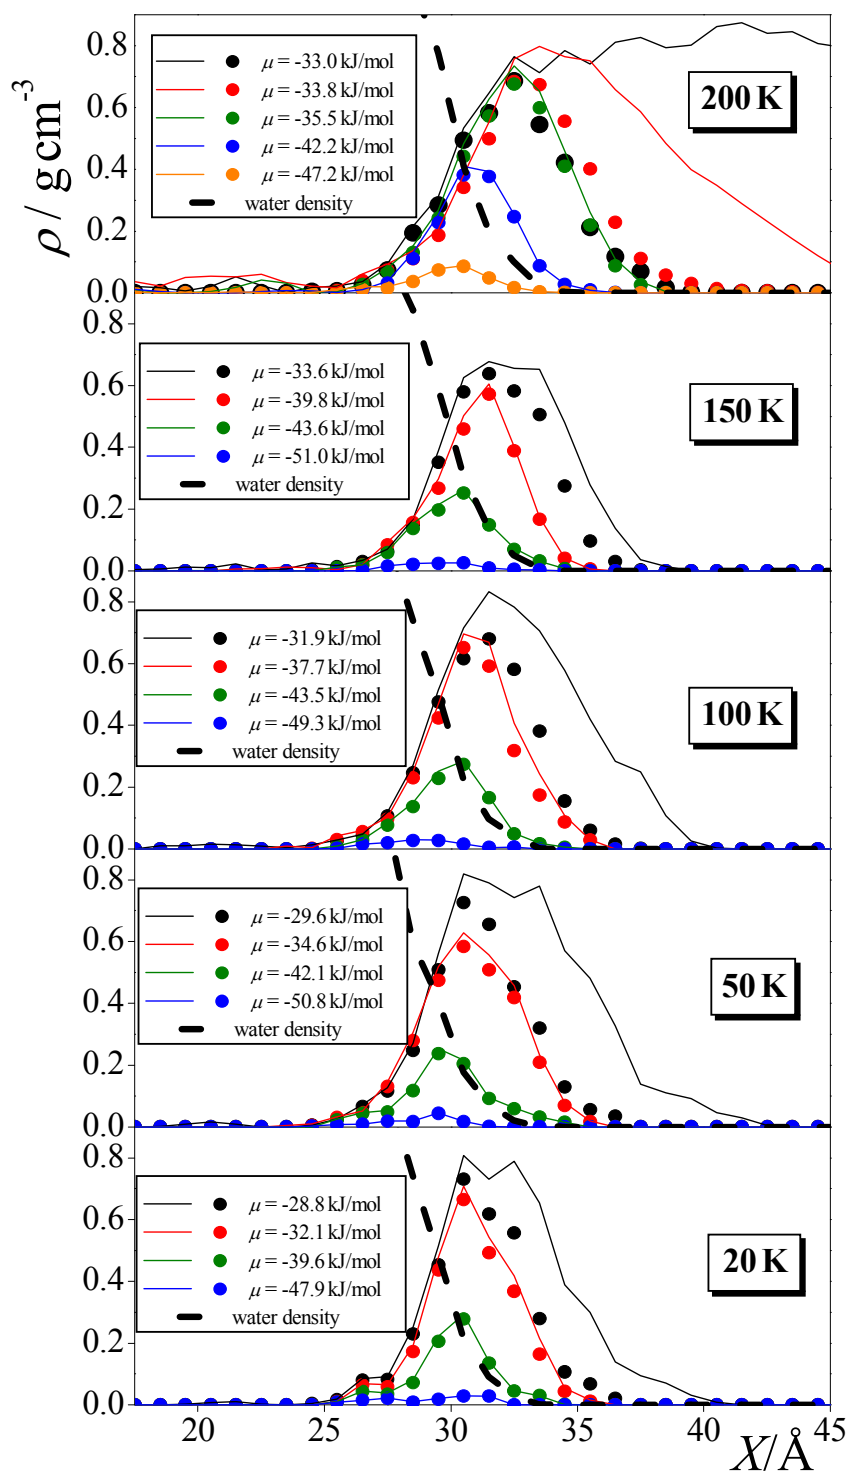 ρ / g cm⁻³
0.8
0.6
0.4
0.2
0.0
μ = -33.0 kJ/mol
μ = -33.8 kJ/mol
μ = -35.5 kJ/mol
μ = -42.2 kJ/mol
μ = -47.2 kJ/mol
water density
200 K
0.8
0.6
0.4
0.2
0.0
μ = -33.6 kJ/mol
μ = -39.8 kJ/mol
μ = -43.6 kJ/mol
μ = -51.0 kJ/mol
water density
150 K
0.8
0.6
0.4
0.2
0.0
μ = -31.9 kJ/mol
μ = -37.7 kJ/mol
μ = -43.5 kJ/mol
μ = -49.3 kJ/mol
water density
100 K
0.8
0.6
0.4
0.2
0.0
μ = -29.6 kJ/mol
μ = -34.6 kJ/mol
μ = -42.1 kJ/mol
μ = -50.8 kJ/mol
water density
50 K
0.8
0.6
0.4
0.2
0.0
μ = -28.8 kJ/mol
μ = -32.1 kJ/mol
μ = -39.6 kJ/mol
μ = -47.9 kJ/mol
water density
20 K
20 25 30 35 40 45
X/Å